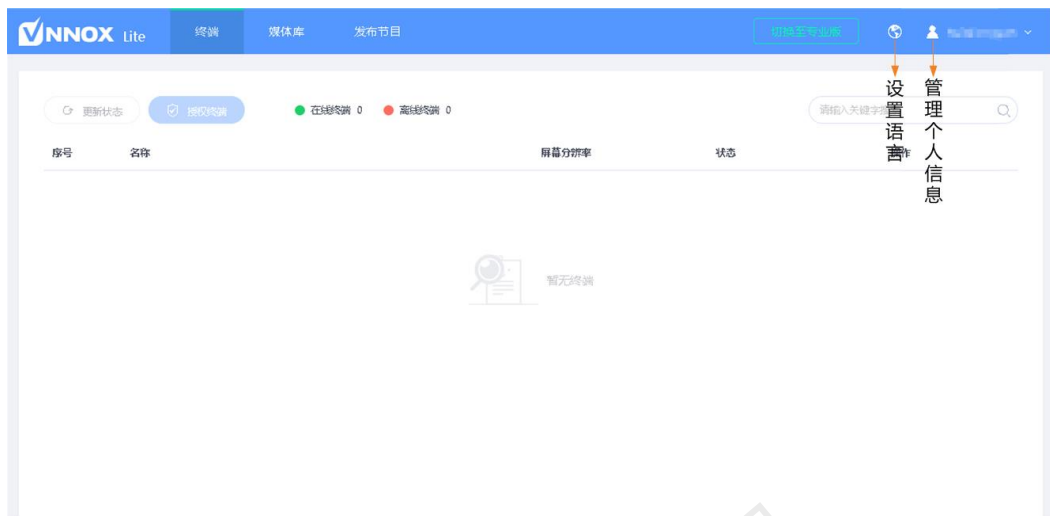 VNNOX Lite 终端 媒体库 发布节目 切换至专业版
更新状态 授权终端 在线终端 0 离线终端 0 请输入关键字
设置语言
管理个人信息
序号 名称 屏幕分辨率 状态
暂无终端